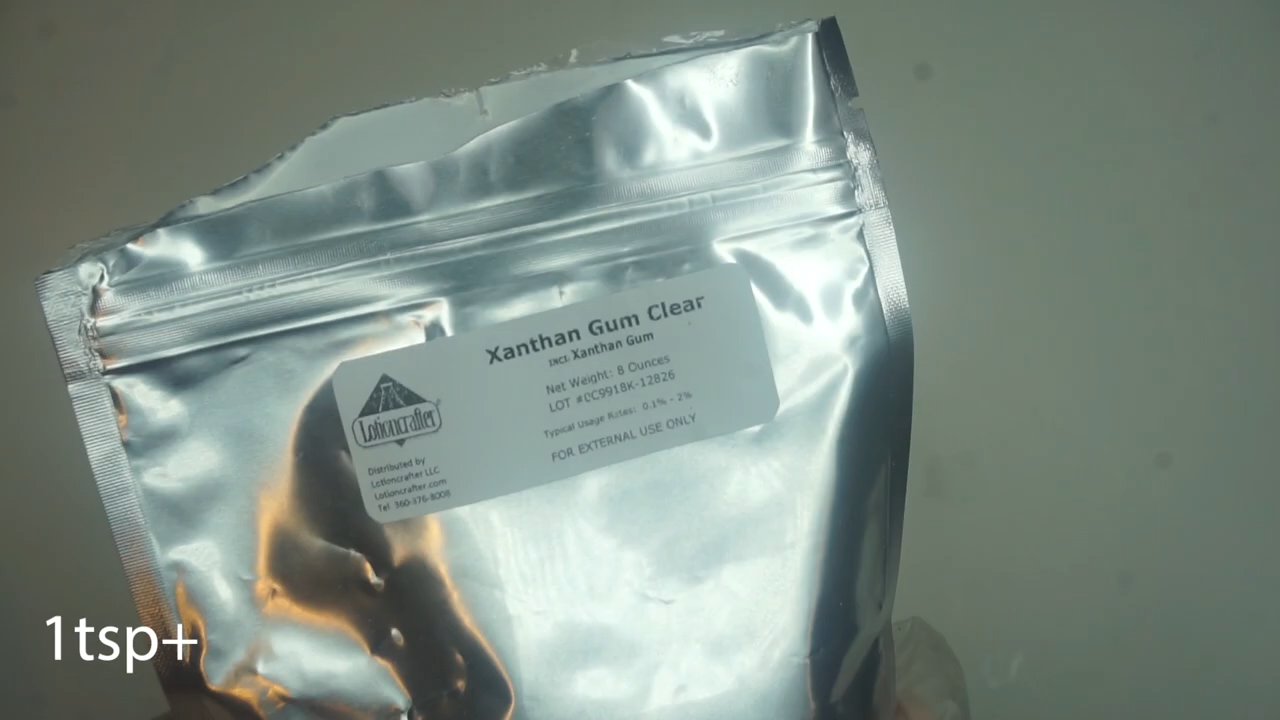 Xanthan Gum Clear
INCI: Xanthan Gum
Net Weight: 8 Ounces
LOT #0C9918K-12826
Typical Usage Rates: 0.1% - 2%
FOR EXTERNAL USE ONLY
Lotioncrafter®
Distributed by
Lotioncrafter LLC
Lotioncrafter.com
Tel 360-376-8008
1tsp+